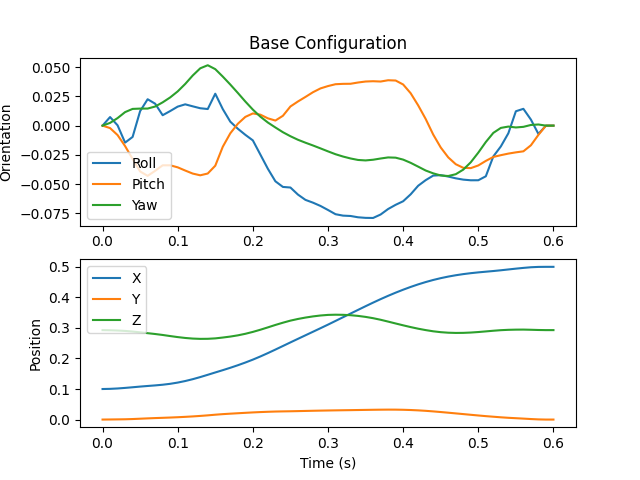 Base Configuration
Orientation
0.050
0.025
0.000
−0.025
−0.050
−0.075
Roll
Pitch
Yaw
0.0 0.1 0.2 0.3 0.4 0.5 0.6
Position
0.5
0.4
0.3
0.2
0.1
0.0
X
Y
Z
0.0 0.1 0.2 0.3 0.4 0.5 0.6
Time (s)